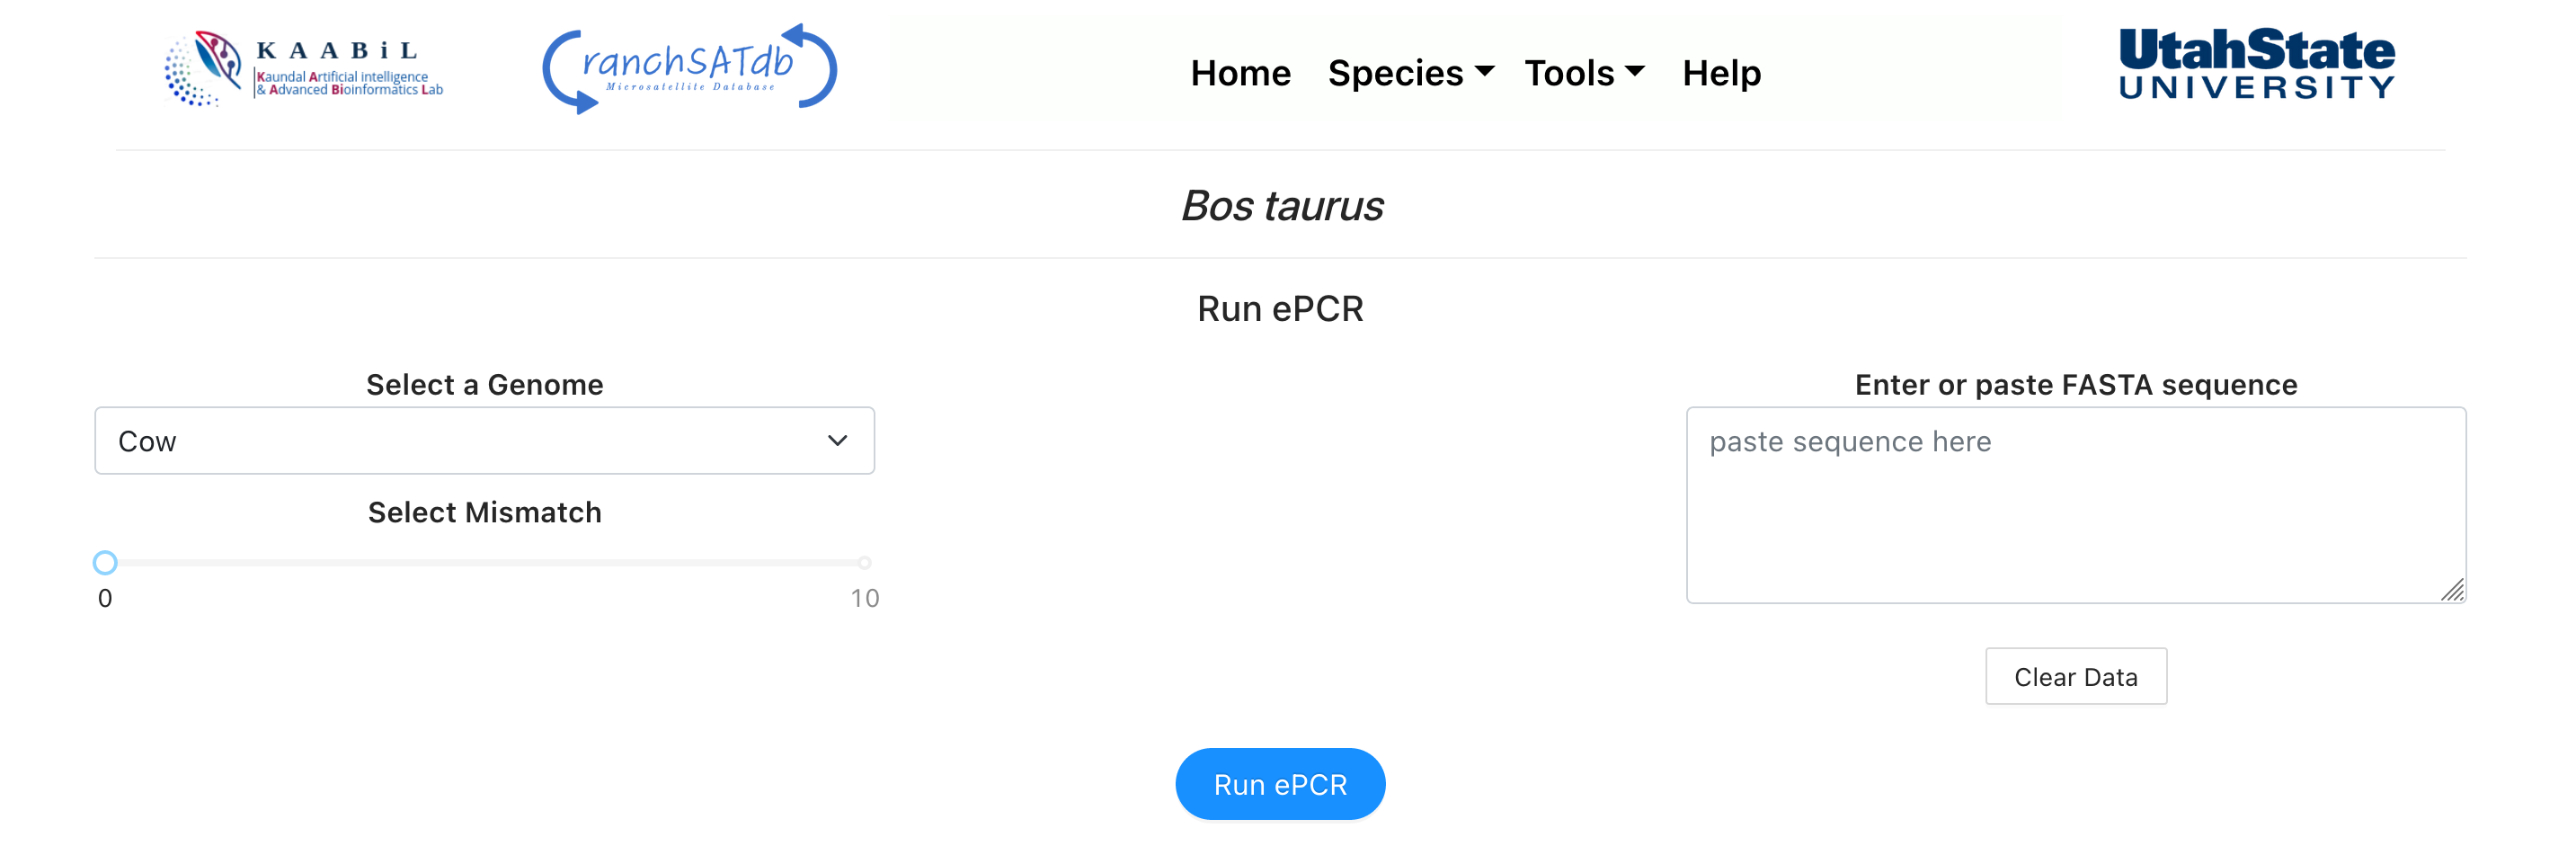 KAABiL
Kaundal Artificial intelligence
& Advanced Bioinformatics Lab
ranchSATdb
Microsatellite Database
Home Species Tools Help
UtahState
UNIVERSITY
Bos taurus
Run ePCR
Select a Genome
Cow
Select Mismatch
0 10
Enter or paste FASTA sequence
paste sequence here
Clear Data
Run ePCR